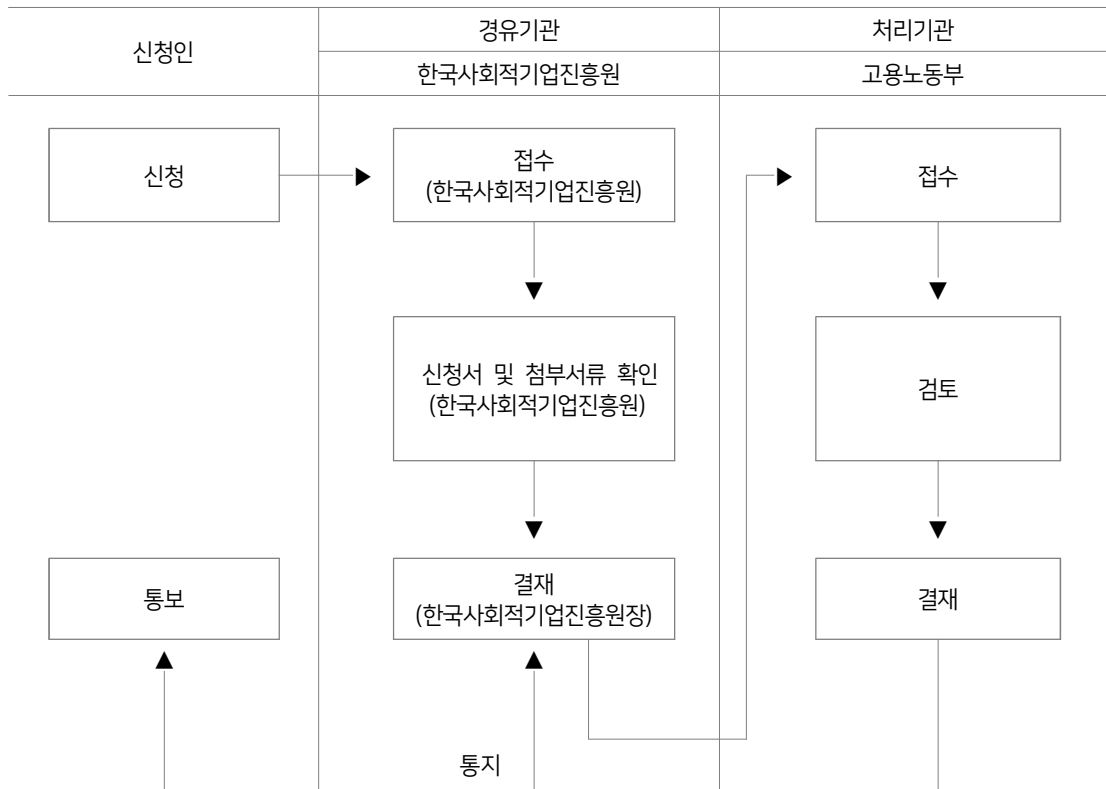 신청인
경유기관
처리기관
한국사회적기업진흥원
고용노동부
신청
접수
(한국사회적기업진흥원)
접수
신청서 및 첨부서류 확인
(한국사회적기업진흥원)
검토
통보
결재
(한국사회적기업진흥원장)
결재
통지